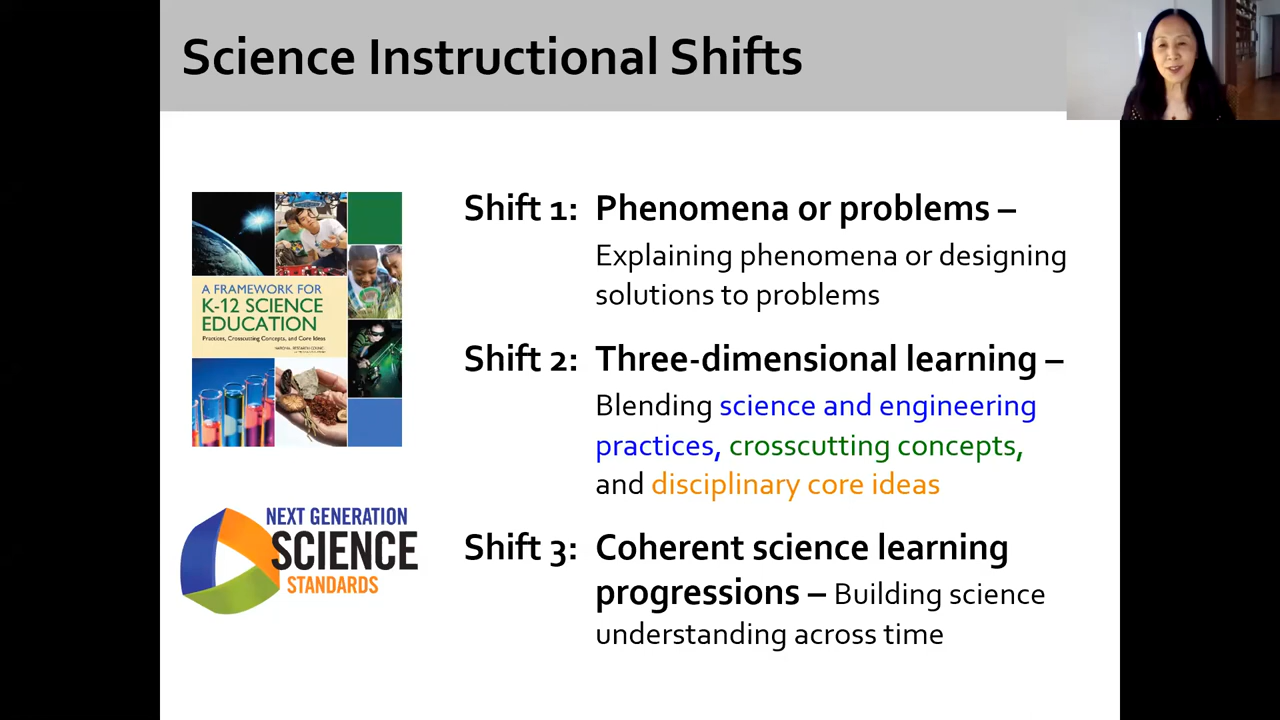 Science Instructional Shifts
A FRAMEWORK FOR
K-12 SCIENCE
EDUCATION
Practices, Crosscutting Concepts, and Core Ideas
NEXT GENERATION
SCIENCE
STANDARDS
Shift 1: Phenomena or problems –
Explaining phenomena or designing
solutions to problems
Shift 2: Three-dimensional learning –
Blending science and engineering
practices, crosscutting concepts,
and disciplinary core ideas
Shift 3: Coherent science learning
progressions – Building science
understanding across time